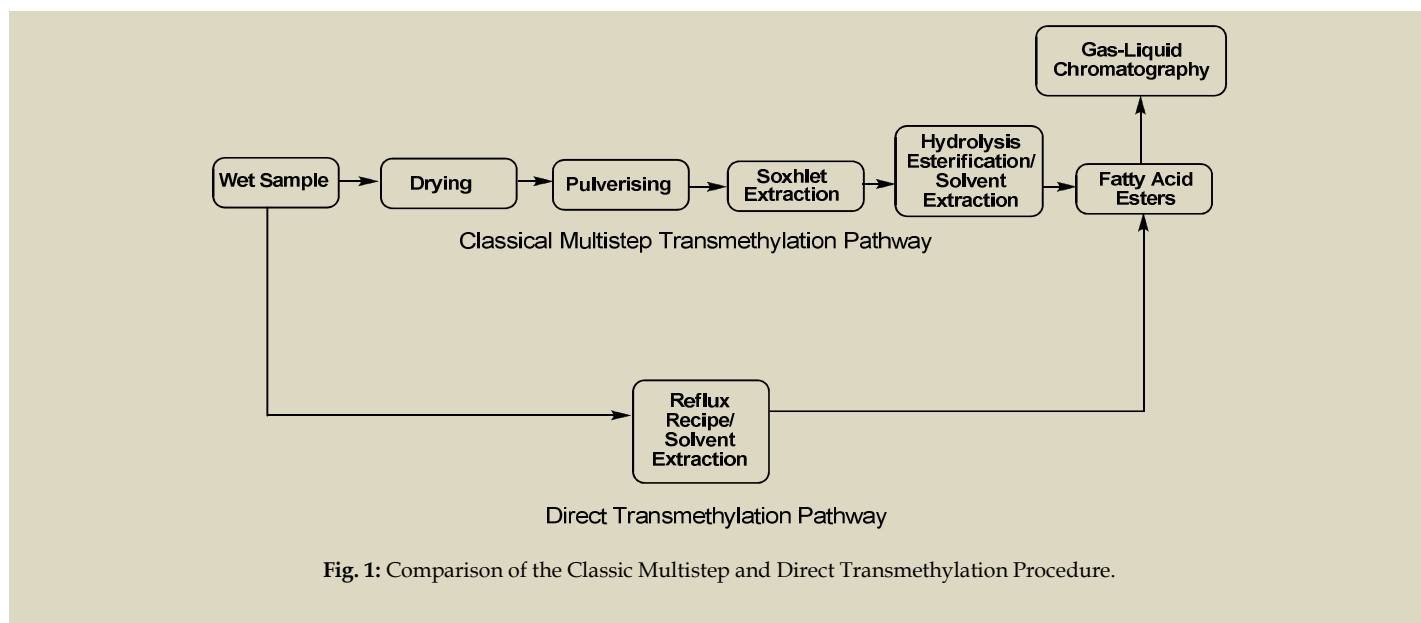 Gas-Liquid
Chromatography
Wet Sample
Drying
Pulverising
Soxhlet
Extraction
Hydrolysis
Esterification/
Solvent
Extraction
Fatty Acid
Esters
Classical Multistep Transmethylation Pathway
Reflux
Recipe/
Solvent
Extraction
Direct Transmethylation Pathway
Fig. 1: Comparison of the Classic Multistep and Direct Transmethylation Procedure.